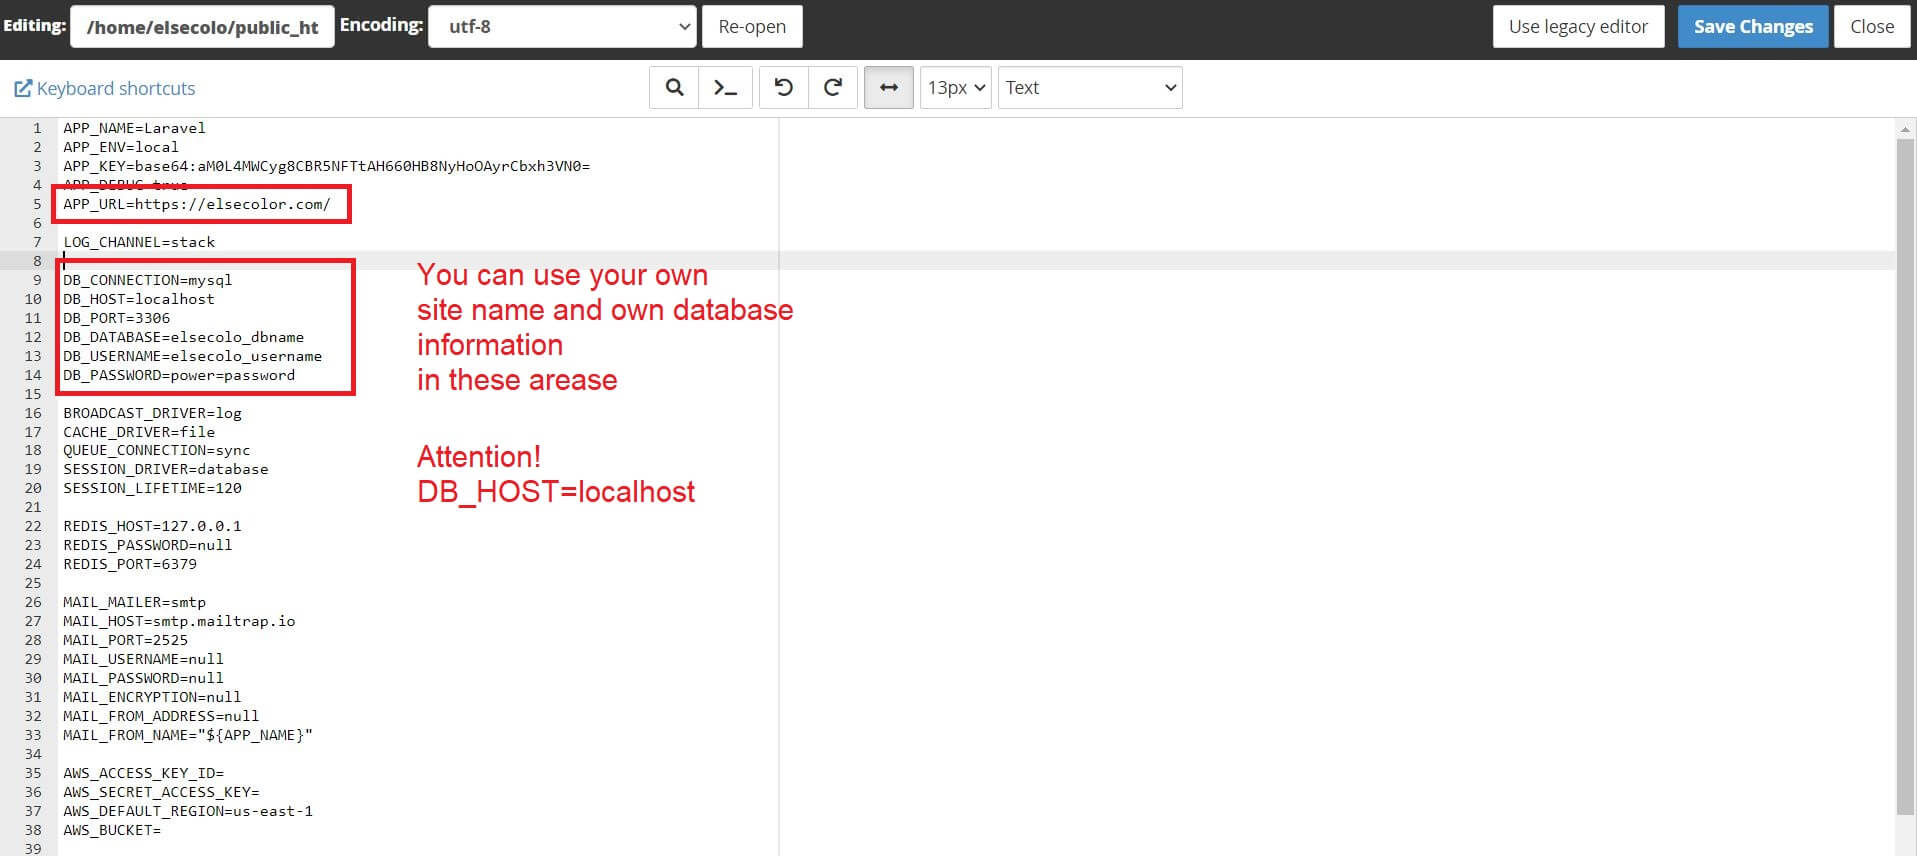 Editing: /home/elsecolo/public_ht Encoding: utf-8 Re-open Use legacy editor Save Changes Close
Keyboard shortcuts 13px Text
1 APP_NAME=Laravel
2 APP_ENV=local
3 APP_KEY=base64:aM0L4MWCyg8CBR5NFTtAH660HB8NyHoOAyrCbxh3VN0=
4 APP_DEBUG=true
5 APP_URL=https://elsecolor.com/
6
7 LOG_CHANNEL=stack
8
9 DB_CONNECTION=mysql
10 DB_HOST=localhost
11 DB_PORT=3306
12 DB_DATABASE=elsecolo_dbname
13 DB_USERNAME=elsecolo_username
14 DB_PASSWORD=power=password
15
16 BROADCAST_DRIVER=log
17 CACHE_DRIVER=file
18 QUEUE_CONNECTION=sync
19 SESSION_DRIVER=database
20 SESSION_LIFETIME=120
21
22 REDIS_HOST=127.0.0.1
23 REDIS_PASSWORD=null
24 REDIS_PORT=6379
25
26 MAIL_MAILER=smtp
27 MAIL_HOST=smtp.mailtrap.io
28 MAIL_PORT=2525
29 MAIL_USERNAME=null
30 MAIL_PASSWORD=null
31 MAIL_ENCRYPTION=null
32 MAIL_FROM_ADDRESS=null
33 MAIL_FROM_NAME="${APP_NAME}"
34
35 AWS_ACCESS_KEY_ID=
36 AWS_SECRET_ACCESS_KEY=
37 AWS_DEFAULT_REGION=us-east-1
38 AWS_BUCKET=
39
You can use your own
site name and own database
information
in these arease
Attention!
DB_HOST=localhost